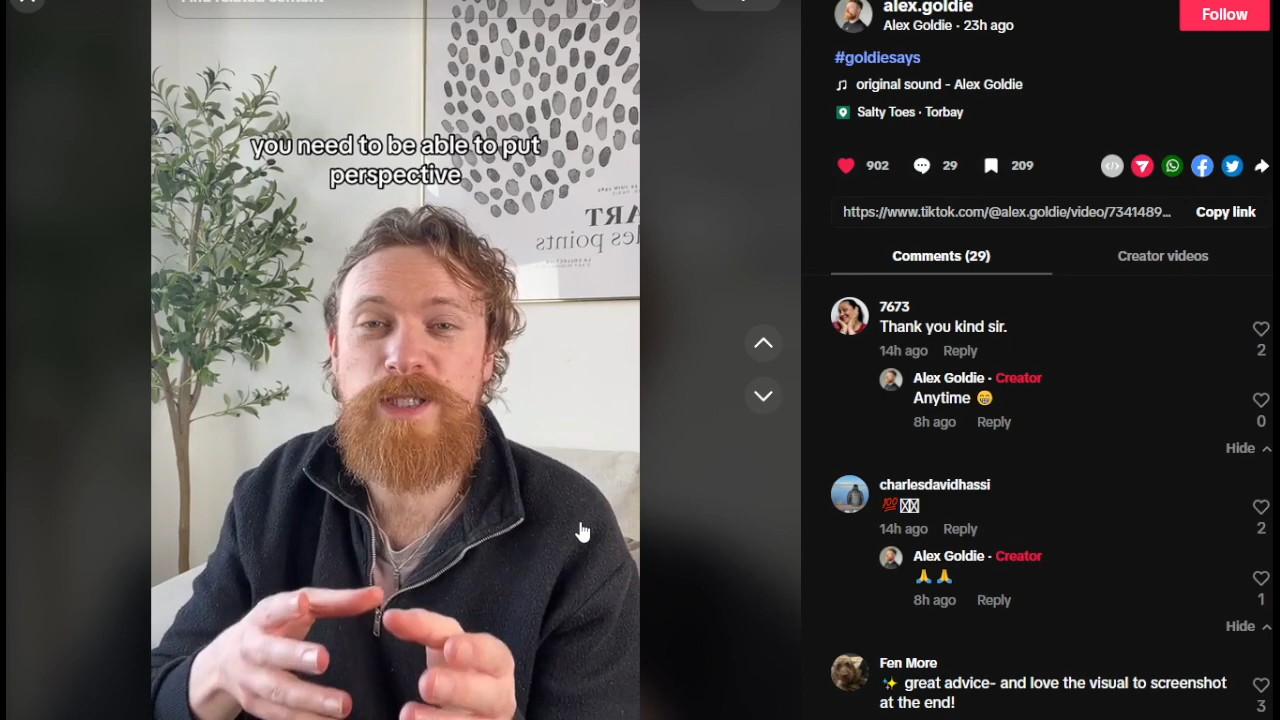 Find related content
you need to be able to put
perspective
ART
les points
alex.goldie
Alex Goldie · 23h ago
Follow
#goldiesays
original sound - Alex Goldie
Salty Toes · Torbay
902
29
209
https://www.tiktok.com/@alex.goldie/video/7341489...
Copy link
Comments (29)
Creator videos
7673
Thank you kind sir.
14h ago
Reply
2
Alex Goldie · Creator
Anytime 😁
8h ago
Reply
0
Hide
charlesdavidhassi
💯
14h ago
Reply
2
Alex Goldie · Creator
🙏🙏
8h ago
Reply
1
Hide
Fen More
✨ great advice- and love the visual to screenshot
at the end!
3